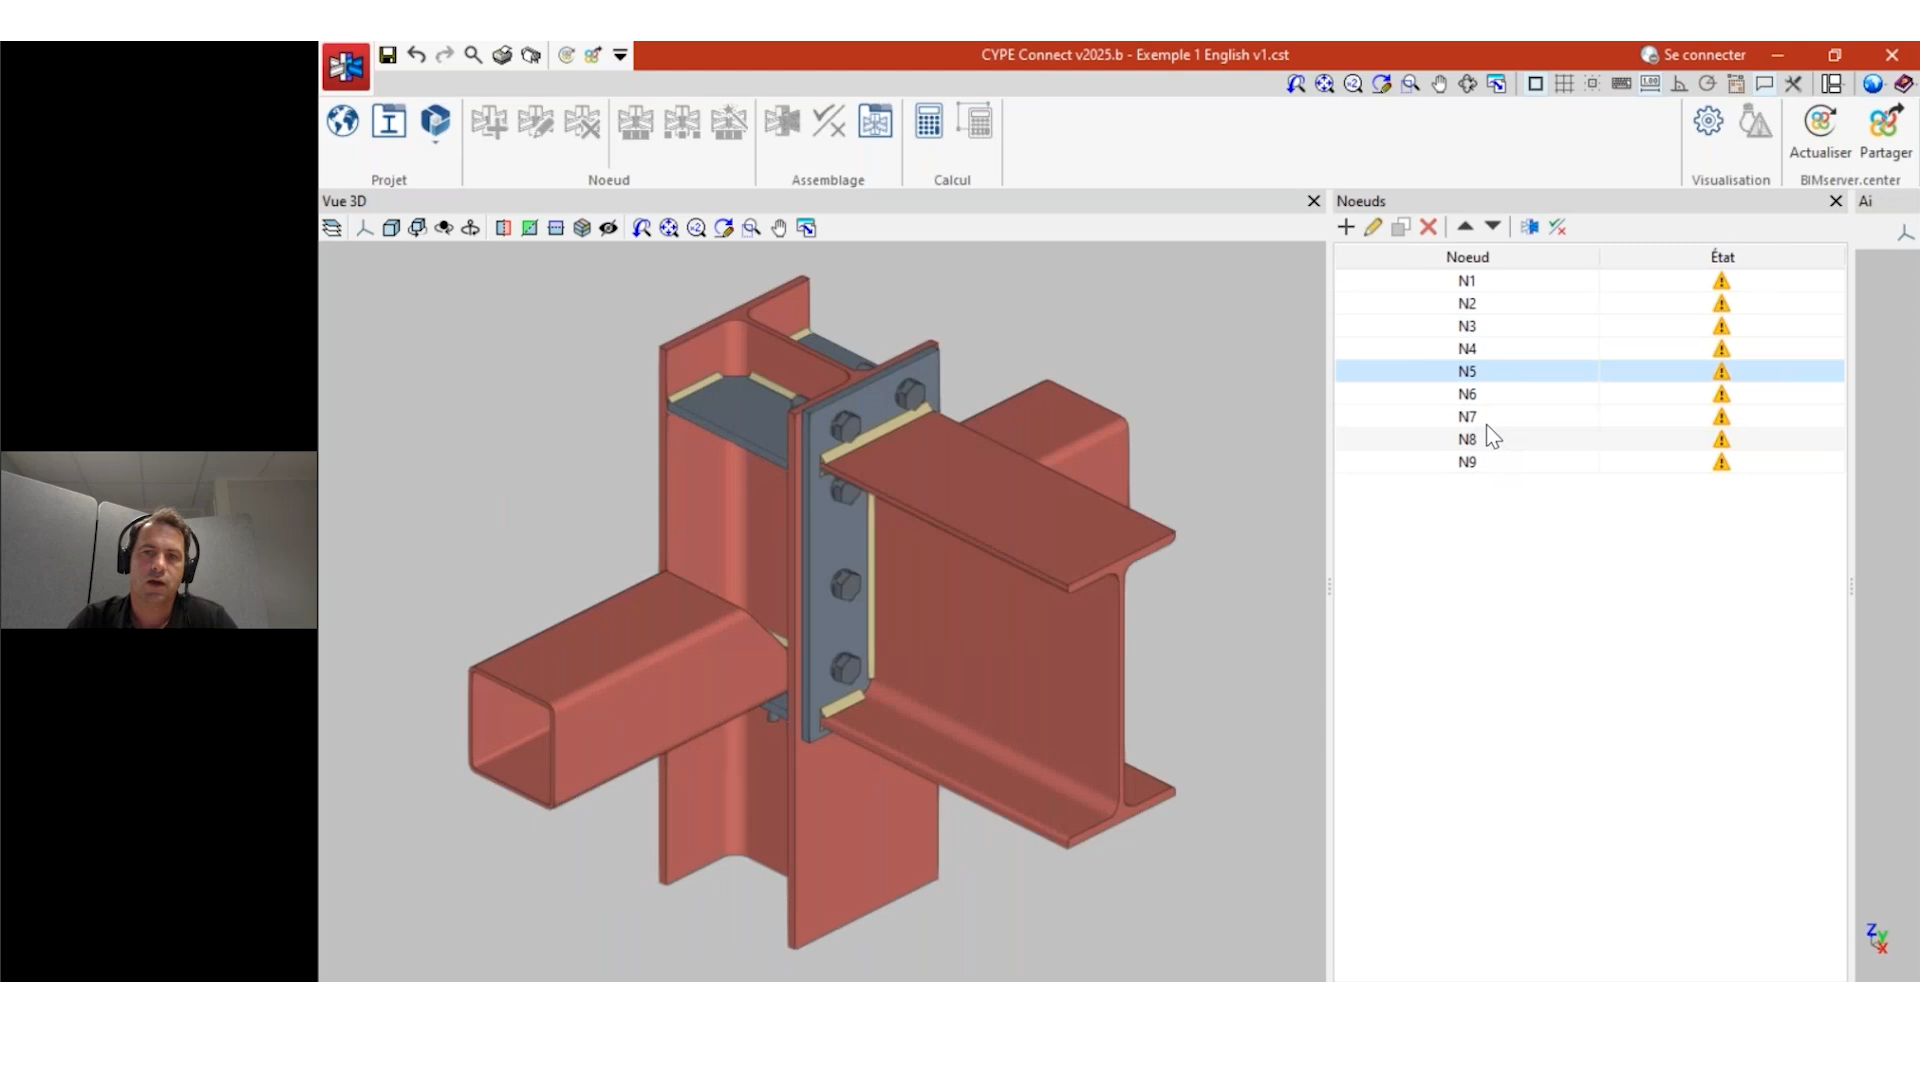 CYPE Connect v2025.b - Exemple 1 English v1.cst
Se connecter
Actualiser Partager
Projet Noeud Assemblage Calcul Visualisation BIMserver.center
Vue 3D Noeuds Ai
Noeud État
N1
N2
N3
N4
N5
N6
N7
N8
N9
Z
Y
X